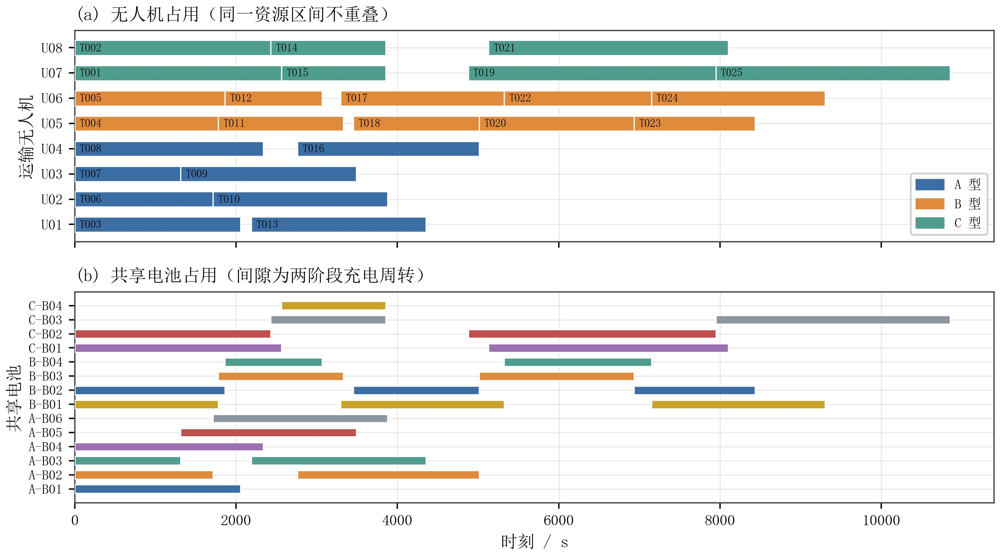 (a) 无人机占用（同一资源区间不重叠）
运输无人机
U08 T002 T014 T021
U07 T001 T015 T019 T025
U06 T005 T012 T017 T022 T024
U05 T004 T011 T018 T020 T023
U04 T008 T016
U03 T007 T009
U02 T006 T010
U01 T003 T013
A 型
B 型
C 型
(b) 共享电池占用（间隙为两阶段充电周转）
共享电池
C-B04
C-B03
C-B02
C-B01
B-B04
B-B03
B-B02
B-B01
A-B06
A-B05
A-B04
A-B03
A-B02
A-B01
0 2000 4000 6000 8000 10000
时刻 / s